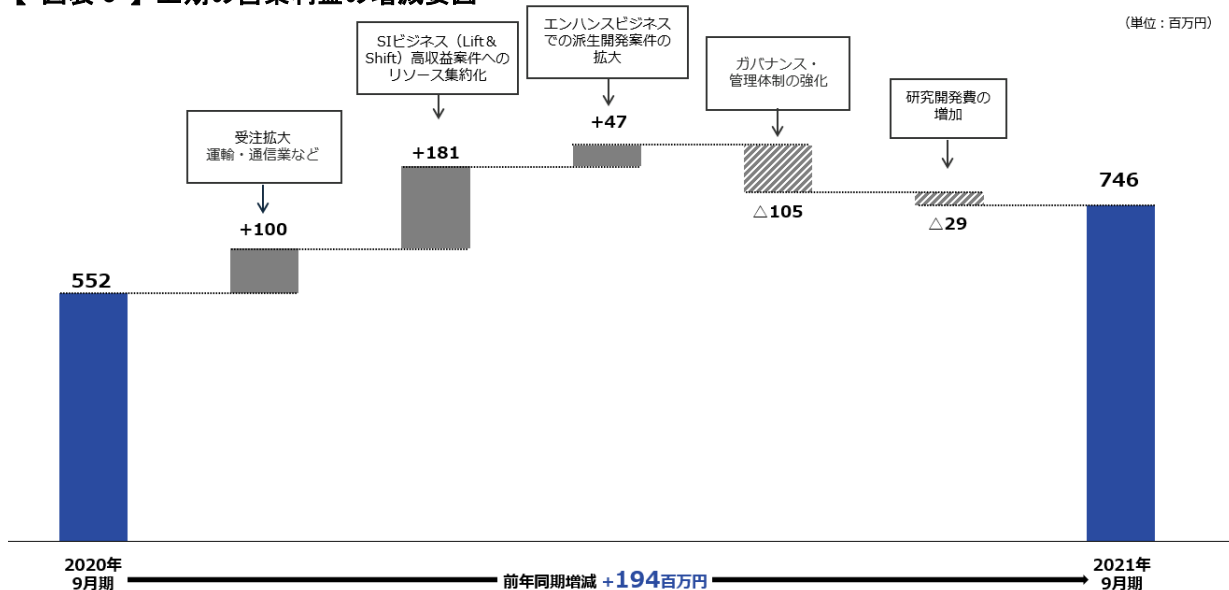 (単位:百万円)
エンハンスビジネス
での派生開発案件の
拡大
SIビジネス(Lift&
Shift)高収益案件への
リソース集約化
ガバナンス・
管理体制の強化
研究開発費の
増加
受注拡大
運輸・通信業など
+47
+181
746
△105
△29
+100
552
2020年
9月期
前年同期増減 +194百万円
2021年
9月期